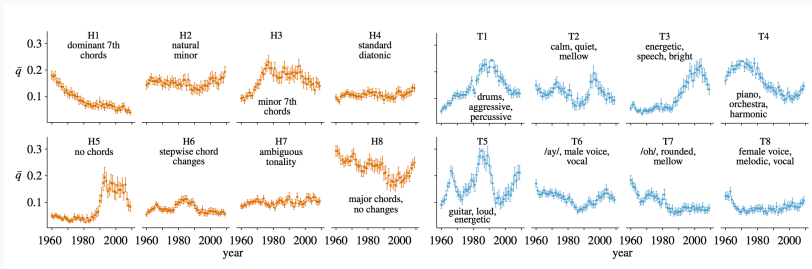 H1
dominant 7th
chords
H2
natural
minor
H3
minor 7th
chords
H4
standard
diatonic
T1
drums,
aggressive,
percussive
T2
calm, quiet,
mellow
T3
energetic,
speech, bright
T4
piano,
orchestra,
harmonic
q̄
0.3
0.2
0.1
H5
no chords
H6
stepwise chord
changes
H7
ambiguous
tonality
H8
major chords,
no changes
T5
guitar, loud,
energetic
T6
/ay/, male voice,
vocal
T7
/oh/, rounded,
mellow
T8
female voice,
melodic, vocal
q̄
0.3
0.2
0.1
1960 1980 2000 1960 1980 2000 1960 1980 2000 1960 1980 2000 1960 1980 2000 1960 1980 2000 1960 1980 2000 1960 1980 2000
year year